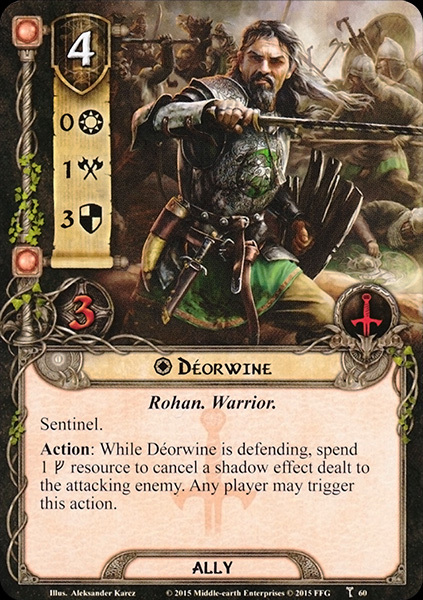 4
0
1
3
3
Déorwine
Rohan. Warrior.
Sentinel.
Action: While Déorwine is defending, spend
1 ᚠ resource to cancel a shadow effect dealt to
the attacking enemy. Any player may trigger
this action.
ALLY
Illus. Aleksander Karcz © 2015 Middle-earth Enterprises © 2015 FFG 60